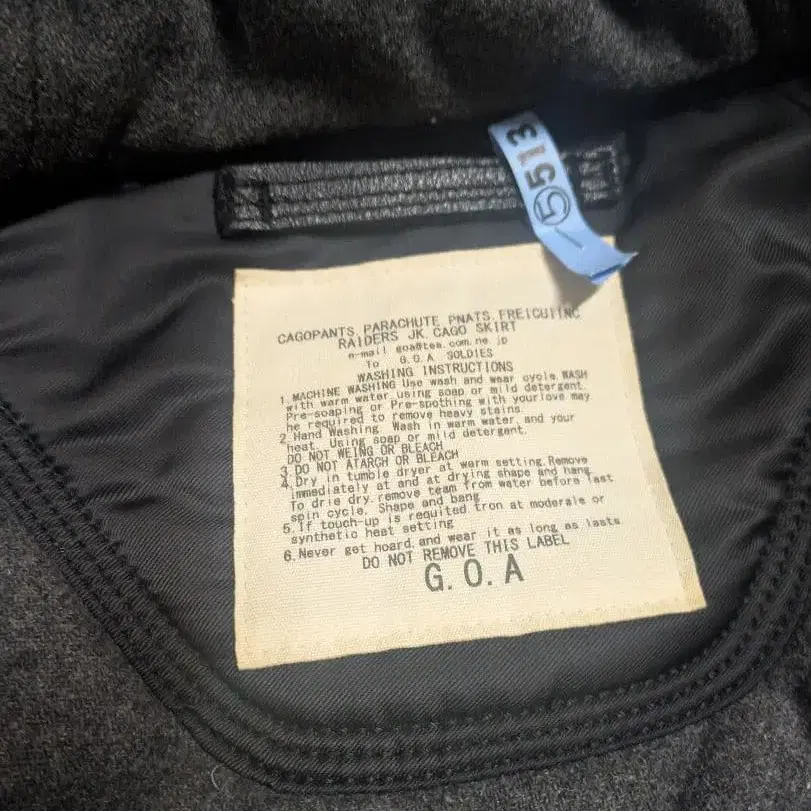 ⑤513
CAGOPANTS.PARACHUTE PNATS.FREIGUIINC
RAIDERS JK.CAGO SKIRT
e-mail goa@tea.com.ne.jp
To G.O.A SOLDIES
WASHING INSTRUCTIONS
1.MACHINE WASHING Use wash and wear cycle.WASH
with warm water using soap or mild detergent.
Pre-soaping or Pre-spothing with yourlove may
he required to remove heavy stains.
2.Hand Washing. Wash in warm water, and your
heat. Using soap or mild detergent.
DO NOT WEING OR BLEACH
3.DO NOT ATARGH OR BLEACH
4.Dry in tumble dryer at warm setting.Remove
immediately at and at drying shape and hang
To drie dry.remove team from water before last
spin cycle. Shape and bang
5.If touch-up is requited tron at moderale or
synthetic heat setting
6.Never get hoard.and wear it as long as lasts
DO NOT REMOVE THIS LABEL
G.O.A